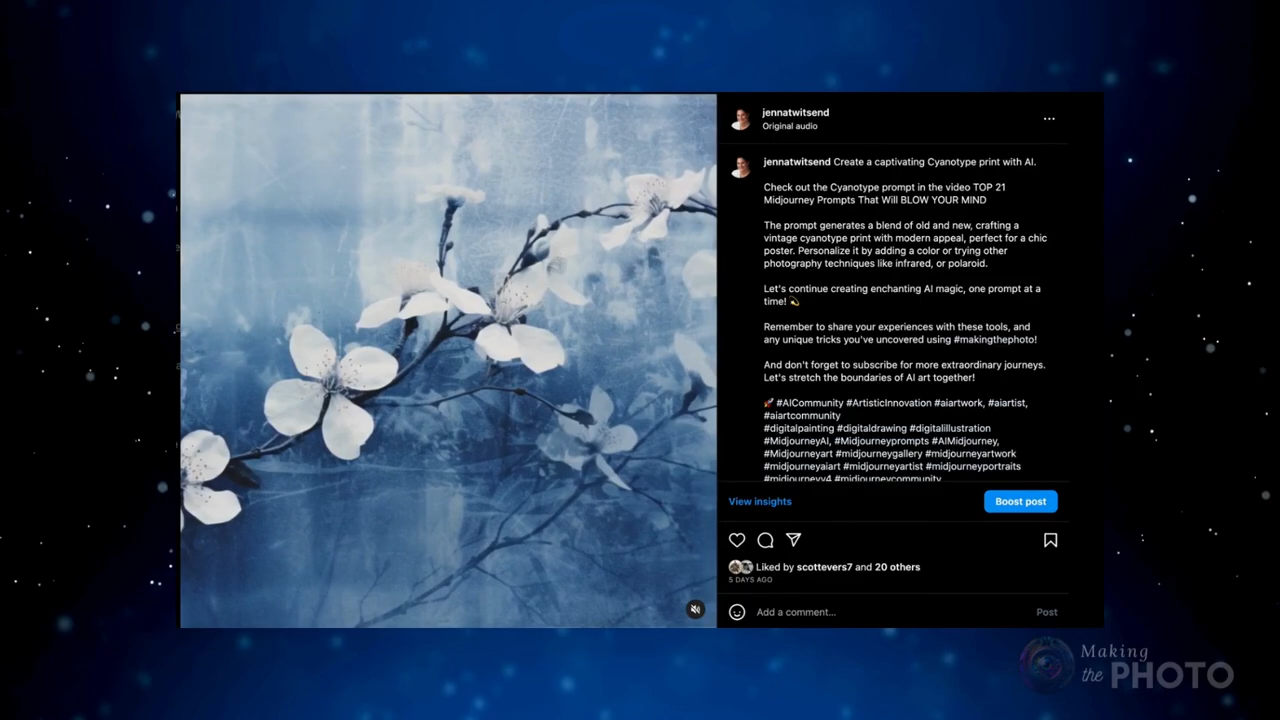 jennatwitsend
Original audio
jennatwitsend Create a captivating Cyanotype print with AI.
Check out the Cyanotype prompt in the video TOP 21
Midjourney Prompts That Will BLOW YOUR MIND
The prompt generates a blend of old and new, crafting a
vintage cyanotype print with modern appeal, perfect for a chic
poster. Personalize it by adding a color or trying other
photography techniques like infrared, or polaroid.
Let's continue creating enchanting AI magic, one prompt at a
time! 💫
Remember to share your experiences with these tools, and
any unique tricks you've uncovered using #makingthephoto!
And don't forget to subscribe for more extraordinary journeys.
Let's stretch the boundaries of AI art together!
🚀 #AICommunity #ArtisticInnovation #aiartwork, #aiartist,
#aiartcommunity
#digitalpainting #digitaldrawing #digitalillustration
#MidjourneyAI, #Midjourneyprompts #AIMidjourney,
#Midjourneyart #midjourneygallery #midjourneyartwork
#midjourneyaiart #midjourneyartist #midjourneyportraits
#midjourneyv4 #midjourneycommunity
View insights
Boost post
Liked by scottevers7 and 20 others
5 DAYS AGO
Add a comment...
Post
Making
the PHOTO